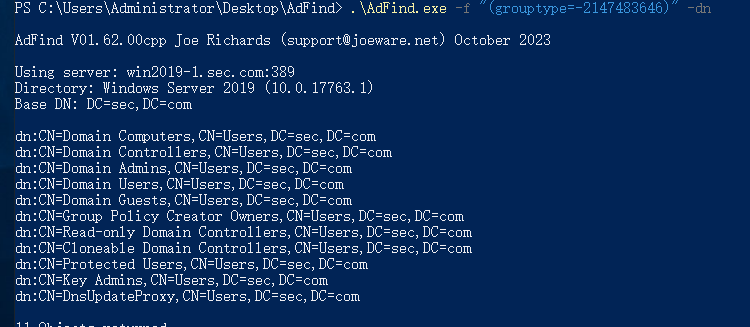 PS C:\Users\Administrator\Desktop\AdFind> .\AdFind.exe -f "(grouptype=-2147483646)" -dn
AdFind V01.62.00cpp Joe Richards (support@joeware.net) October 2023
Using server: win2019-1.sec.com:389
Directory: Windows Server 2019 (10.0.17763.1)
Base DN: DC=sec,DC=com
dn:CN=Domain Computers,CN=Users,DC=sec,DC=com
dn:CN=Domain Controllers,CN=Users,DC=sec,DC=com
dn:CN=Domain Admins,CN=Users,DC=sec,DC=com
dn:CN=Domain Users,CN=Users,DC=sec,DC=com
dn:CN=Domain Guests,CN=Users,DC=sec,DC=com
dn:CN=Group Policy Creator Owners,CN=Users,DC=sec,DC=com
dn:CN=Read-only Domain Controllers,CN=Users,DC=sec,DC=com
dn:CN=Cloneable Domain Controllers,CN=Users,DC=sec,DC=com
dn:CN=Protected Users,CN=Users,DC=sec,DC=com
dn:CN=Key Admins,CN=Users,DC=sec,DC=com
dn:CN=DnsUpdateProxy,CN=Users,DC=sec,DC=com
11 Objects returned